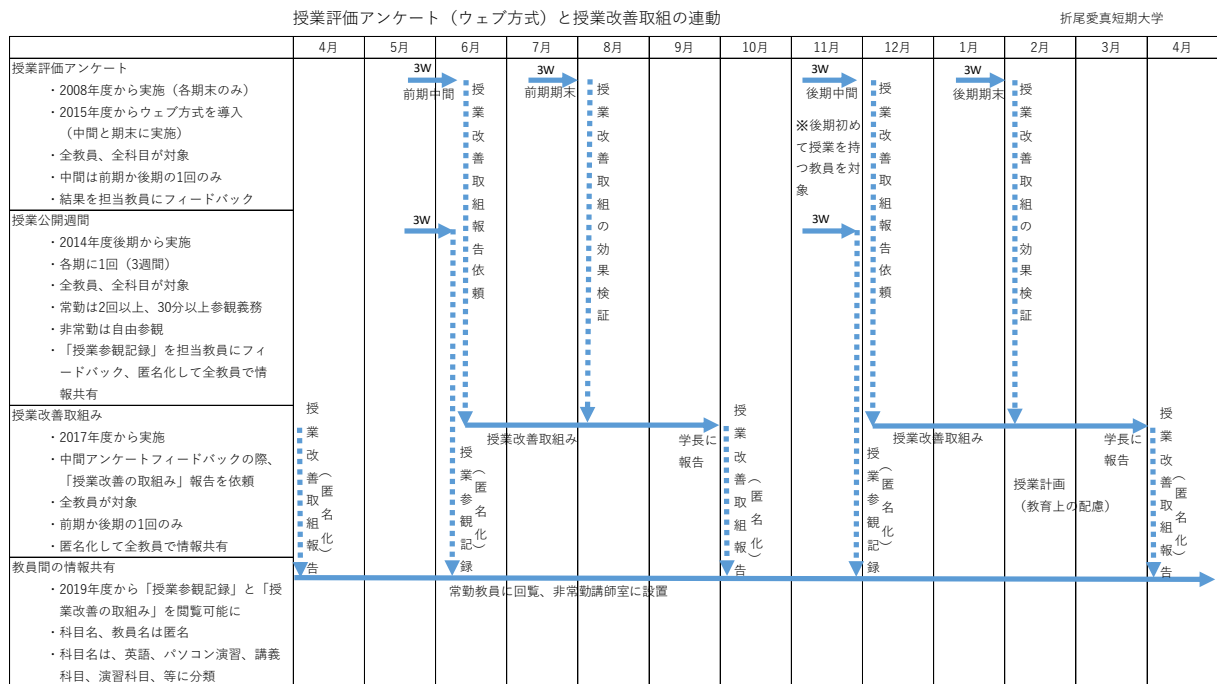 授業評価アンケート（ウェブ方式）と授業改善取組の連動
折尾愛真短期大学
4月 5月 6月 7月 8月 9月 10月 11月 12月 1月 2月 3月 4月
授業評価アンケート
・2008年度から実施（各期末のみ）
・2015年度からウェブ方式を導入
（中間と期末に実施）
・全教員、全科目が対象
・中間は前期か後期の1回のみ
・結果を担当教員にフィードバック
3W
前期中間
3W
前期期末
3W
後期中間
※後期初め
て授業を持
つ教員を対
象
3W
後期期末
授業改善取組報告依頼
授業改善取組の効果検証
授業改善取組報告依頼
授業改善取組の効果検証
授業公開週間
・2014年度後期から実施
・各期に1回（3週間）
・全教員、全科目が対象
・常勤は2回以上、30分以上参観義務
・非常勤は自由参観
・「授業参観記録」を担当教員にフィ
ードバック、匿名化して全教員で情
報共有
3W
3W
授業改善取組み
・2017年度から実施
・中間アンケートフィードバックの際、
「授業改善の取組み」報告を依頼
・全教員が対象
・前期か後期の1回のみ
・匿名化して全教員で情報共有
授業改善取組報告
（匿名化）
授業改善取組み
学長に
報告
授業参観記録
（匿名化）
授業改善取組報告
（匿名化）
授業改善取組み
学長に
報告
授業参観記録
（匿名化）
授業計画
（教育上の配慮）
授業改善取組報告
（匿名化）
教員間の情報共有
・2019年度から「授業参観記録」と「授
業改善の取組み」を閲覧可能に
・科目名、教員名は匿名
・科目名は、英語、パソコン演習、講義
科目、演習科目、等に分類
常勤教員に回覧、非常勤講師室に設置